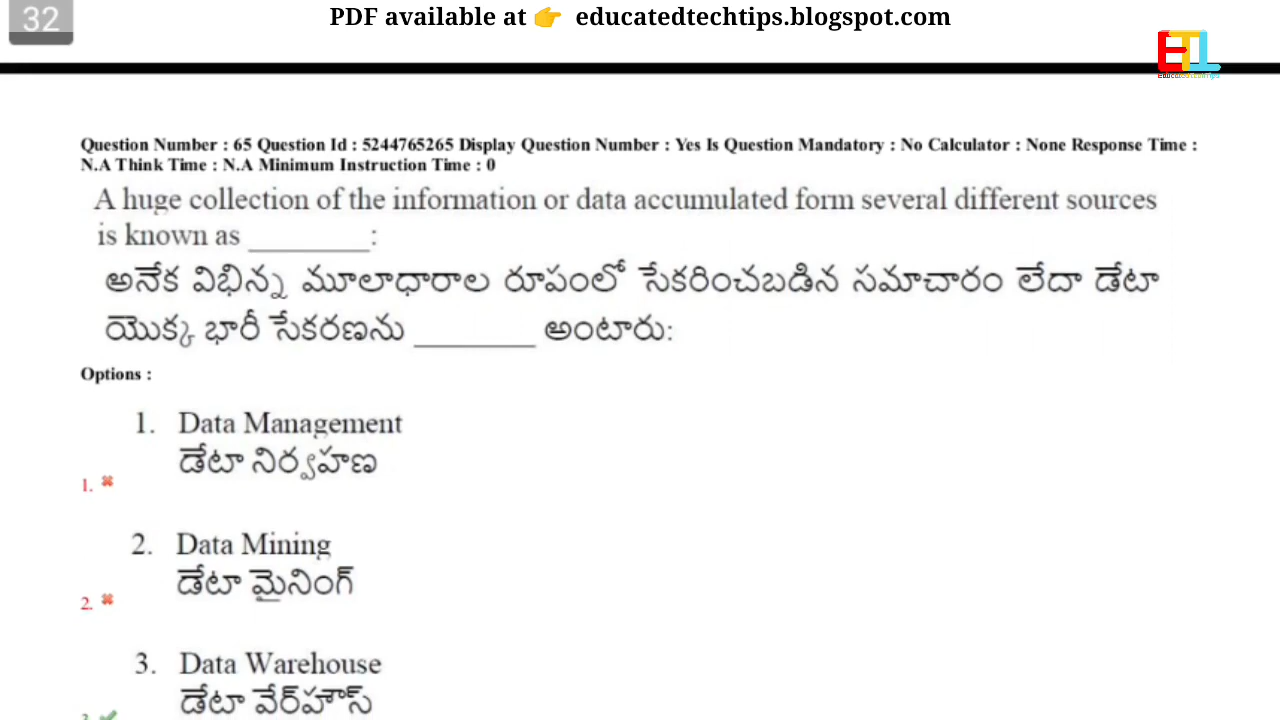 32
PDF available at 👉 educatedtechtips.blogspot.com
ETL
Question Number : 65 Question Id : 5244765265 Display Question Number : Yes Is Question Mandatory : No Calculator : None Response Time :
N.A Think Time : N.A Minimum Instruction Time : 0
A huge collection of the information or data accumulated form several different sources
is known as ________:
అనేక విభిన్న మూలాధారాల రూపంలో సేకరించబడిన సమాచారం లేదా డేటా
యొక్క భారీ సేకరణను ________ అంటారు:
Options :
1. Data Management
డేటా నిర్వహణ
1. ✖
2. Data Mining
డేటా మైనింగ్
2. ✖
3. Data Warehouse
డేటా వేర్‌హౌస్